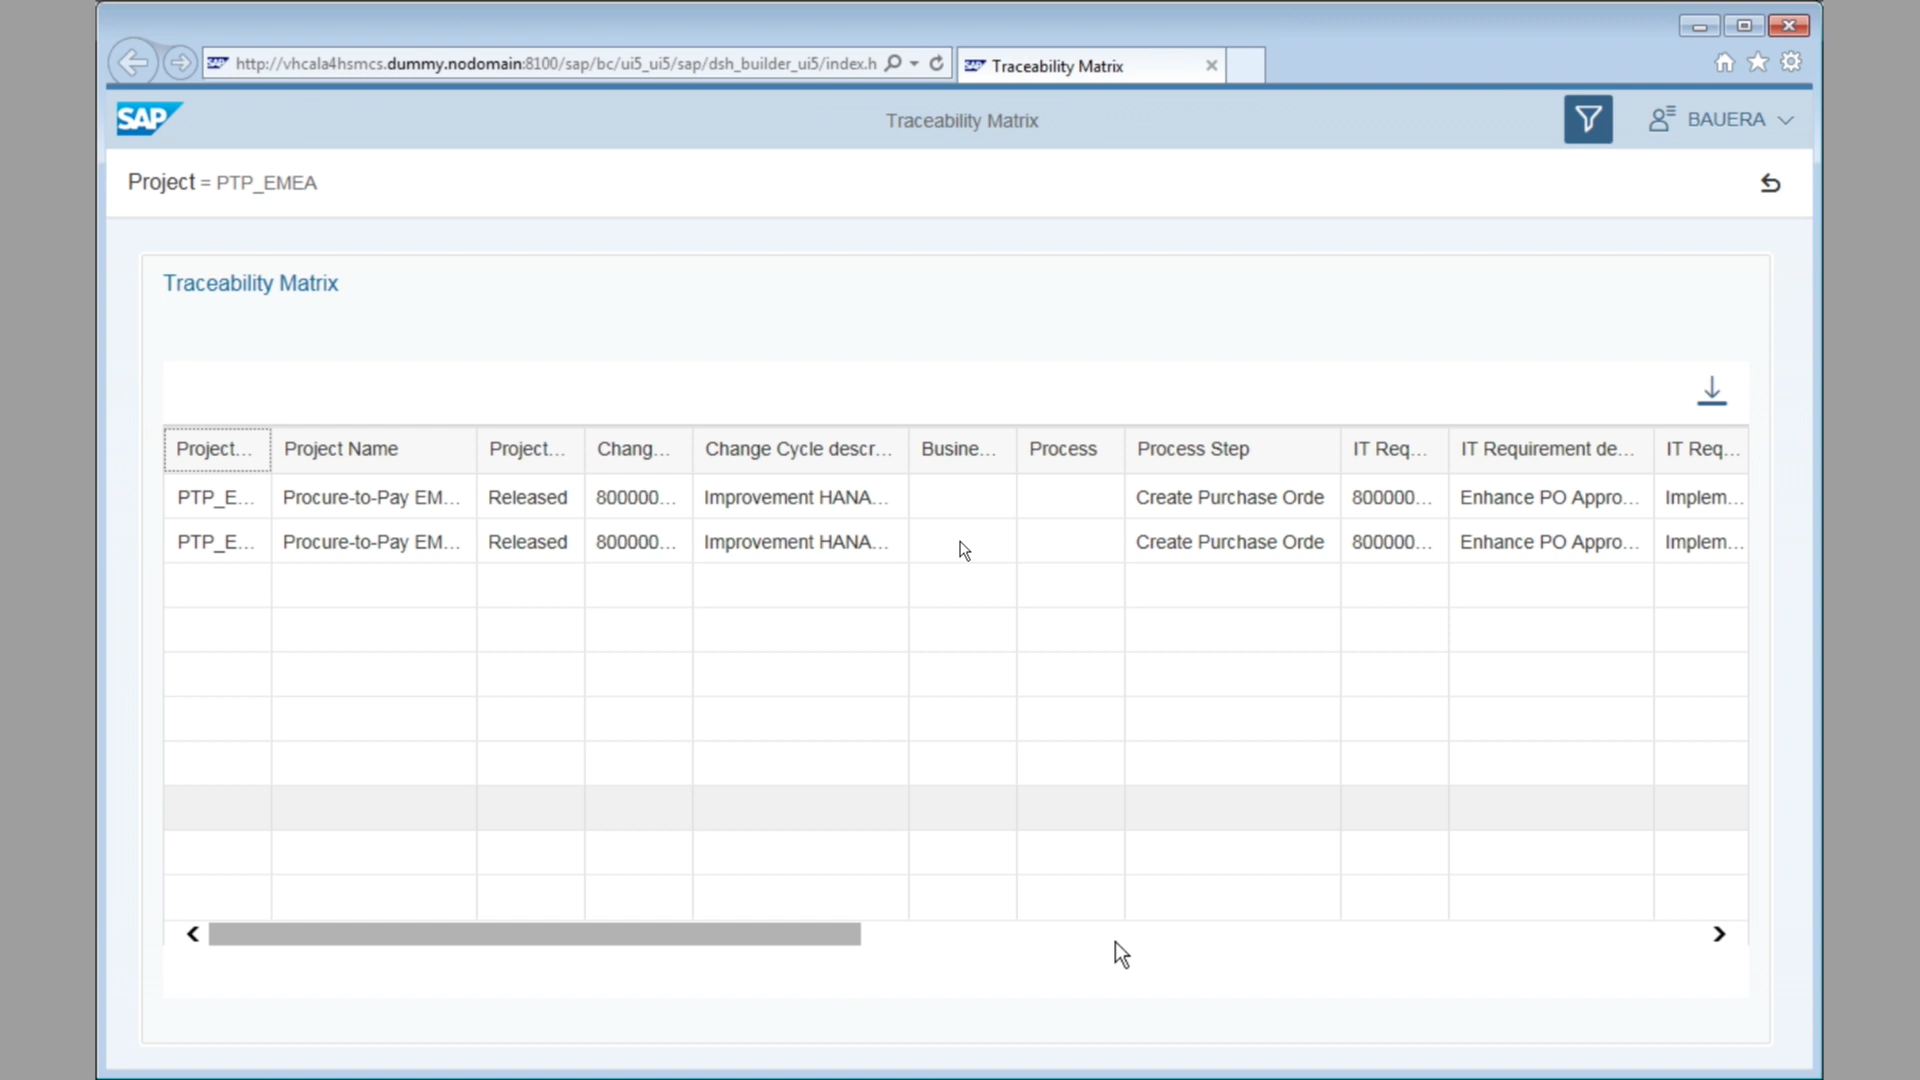 http://vhcala4hsmcs.dummy.nodomain:8100/sap/bc/ui5_ui5/sap/dsh_builder_ui5/index.h
Traceability Matrix
SAP
Traceability Matrix
BAUERA
Project = PTP_EMEA
Traceability Matrix
Project... Project Name Project... Chang... Change Cycle descr... Busine... Process Process Step IT Req... IT Requirement de... IT Req...
PTP_E... Procure-to-Pay EM... Released 800000... Improvement HANA... Create Purchase Orde 800000... Enhance PO Appro... Implem...
PTP_E... Procure-to-Pay EM... Released 800000... Improvement HANA... Create Purchase Orde 800000... Enhance PO Appro... Implem...